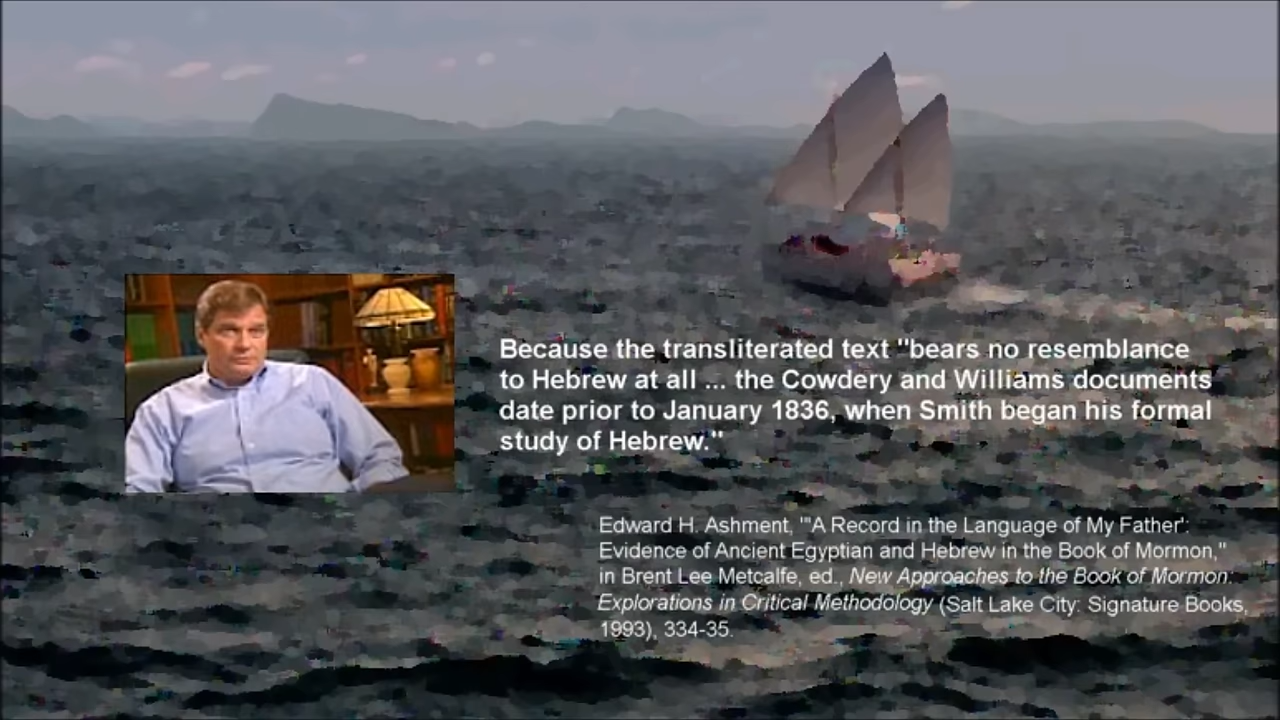 Because the transliterated text "bears no resemblance
to Hebrew at all ... the Cowdery and Williams documents
date prior to January 1836, when Smith began his formal
study of Hebrew."
Edward H. Ashment, "'A Record in the Language of My Father':
Evidence of Ancient Egyptian and Hebrew in the Book of Mormon,"
in Brent Lee Metcalfe, ed., New Approaches to the Book of Mormon:
Explorations in Critical Methodology (Salt Lake City: Signature Books,
1993), 334-35.